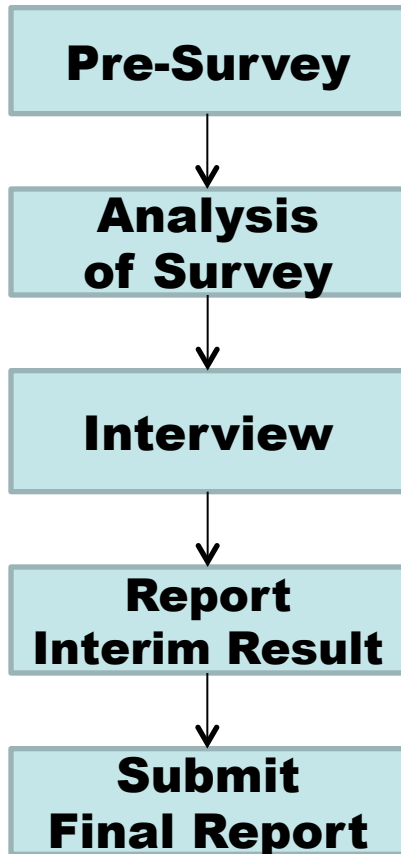 Pre-Survey
Analysis
of Survey
Interview
Report
Interim Result
Submit
Final Report